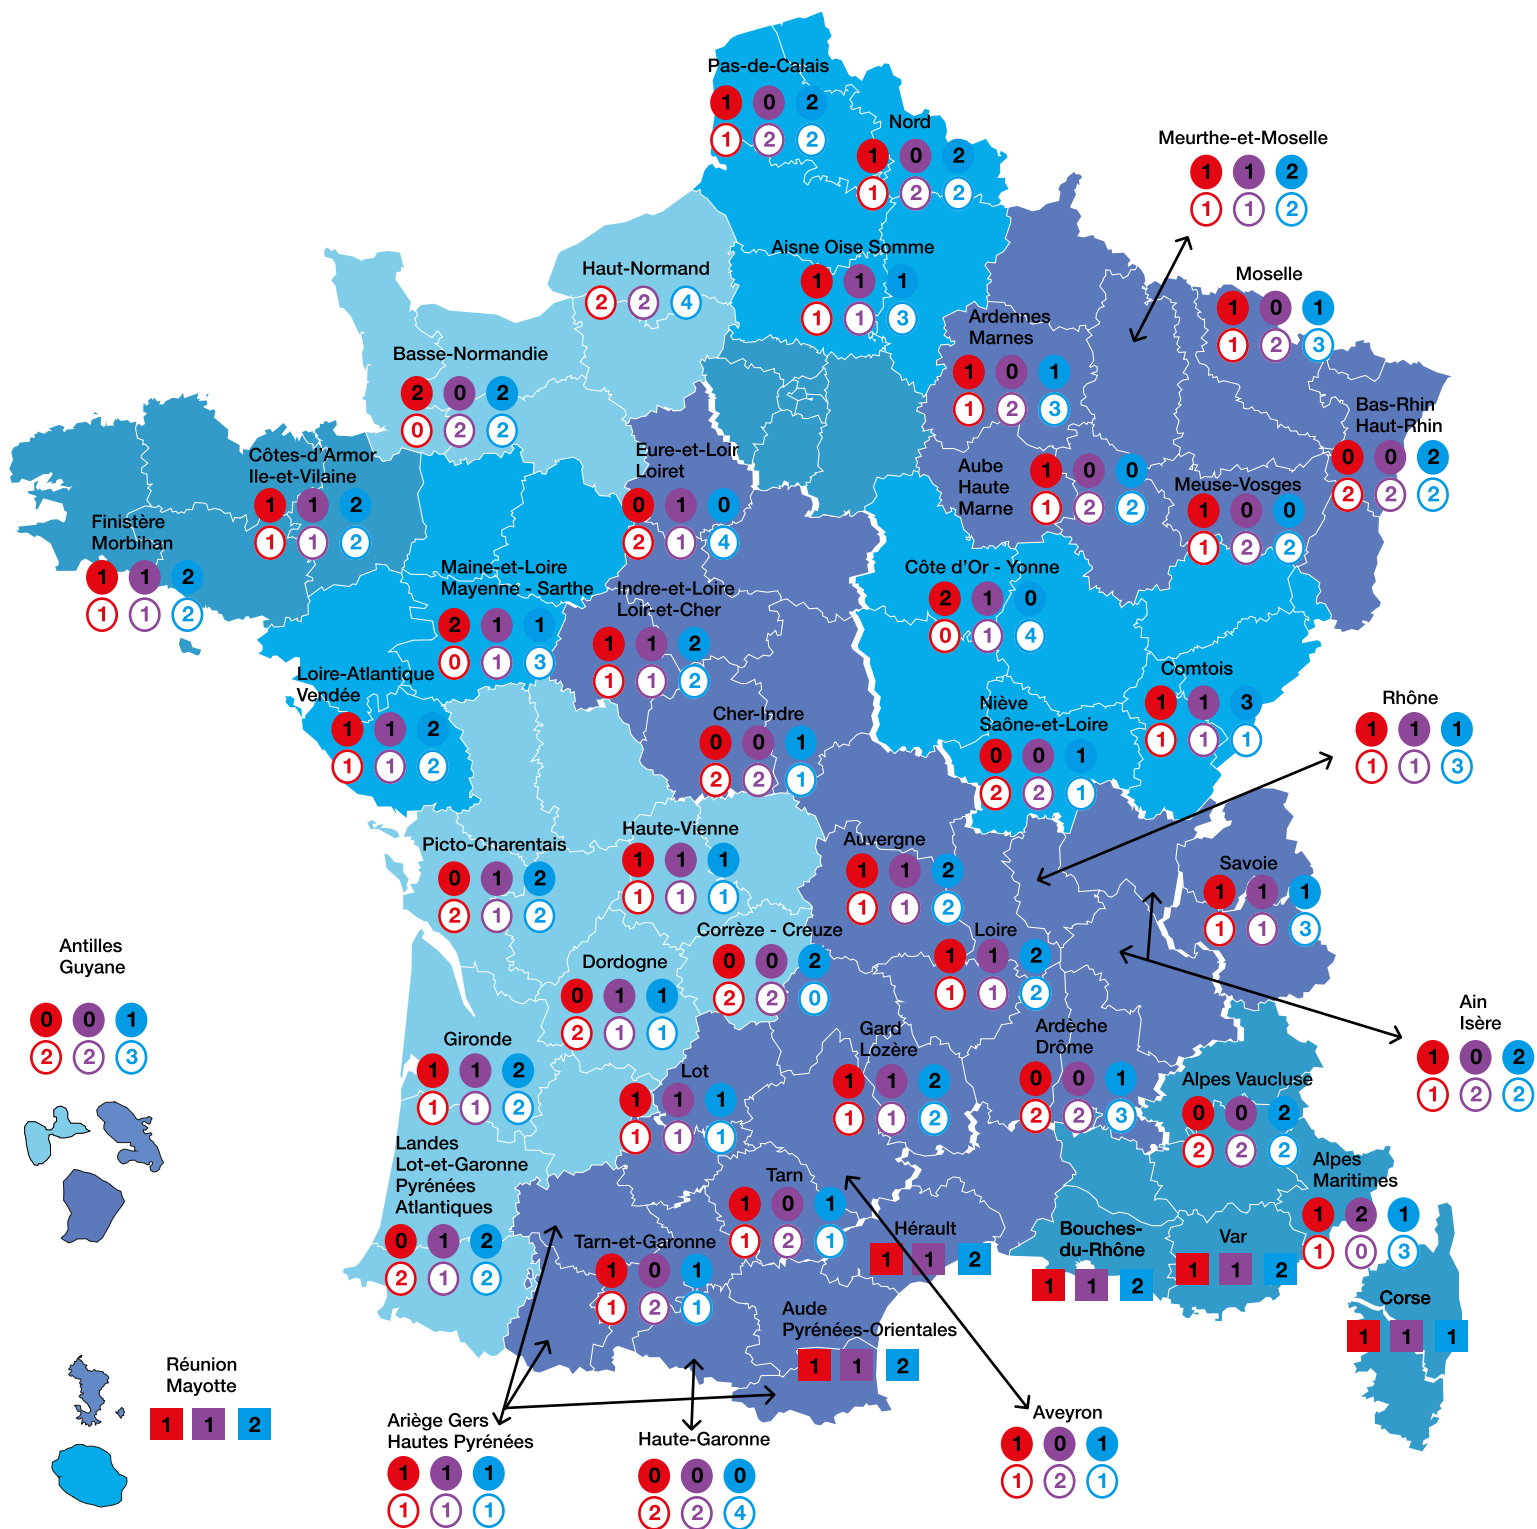 Pas-de-Calais
1 0 2
1 2 2
Nord
1 0 2
1 2 2
Meurthe-et-Moselle
1 1 2
1 1 2
Aisne Oise Somme
1 1 1
1 1 3
Haut-Normand
2 2 4
Moselle
1 0 1
1 2 3
Ardennes
Marnes
1 0 1
1 2 3
Basse-Normandie
2 0 2
0 2 2
Bas-Rhin
Haut-Rhin
0 0 2
2 2 2
Côtes-d'Armor
Ile-et-Vilaine
1 1 2
1 1 2
Eure-et-Loir
Loiret
0 1 0
2 1 4
Aube
Haute
Marne
1 0 0
1 2 2
Meuse-Vosges
1 0 0
1 2 2
Finistère
Morbihan
1 1 2
1 1 2
Maine-et-Loire
Mayenne - Sarthe
2 1 1
0 1 3
Indre-et-Loire
Loir-et-Cher
1 1 2
1 1 2
Côte d'Or - Yonne
2 1 0
0 1 4
Loire-Atlantique
Vendée
1 1 2
1 1 2
Comtois
1 1 3
1 1 1
Cher-Indre
0 0 1
2 2 1
Niève
Saône-et-Loire
0 0 1
2 2 1
Rhône
1 1 1
1 1 3
Picto-Charentais
0 1 2
2 1 2
Haute-Vienne
1 1 1
1 1 1
Auvergne
1 1 2
1 1 2
Savoie
1 1 1
1 1 3
Corrèze - Creuze
0 0 2
2 2 0
Loire
1 1 2
1 1 2
Antilles
Guyane
0 0 1
2 2 3
Dordogne
0 1 1
2 1 1
Ain
Isère
1 0 2
1 2 2
Gironde
1 1 2
1 1 2
Lot
1 1 1
1 1 1
Gard
Lozère
1 1 2
1 1 2
Ardèche
Drôme
0 0 1
2 2 3
Alpes Vaucluse
0 0 2
2 2 2
Landes
Lot-et-Garonne
Pyrénées
Atlantiques
0 1 2
2 1 2
Tarn
1 0 1
1 2 1
Alpes
Maritimes
1 2 1
1 0 3
Tarn-et-Garonne
1 0 1
1 2 1
Hérault
1 1 2
Bouches-
du-Rhône
1 1 2
Var
1 1 2
Corse
1 1 1
Aude
Pyrénées-Orientales
1 1 2
Réunion
Mayotte
1 1 2
Ariège Gers
Hautes Pyrénées
1 1 1
1 1 1
Haute-Garonne
0 0 0
2 2 4
Aveyron
1 0 1
1 2 1